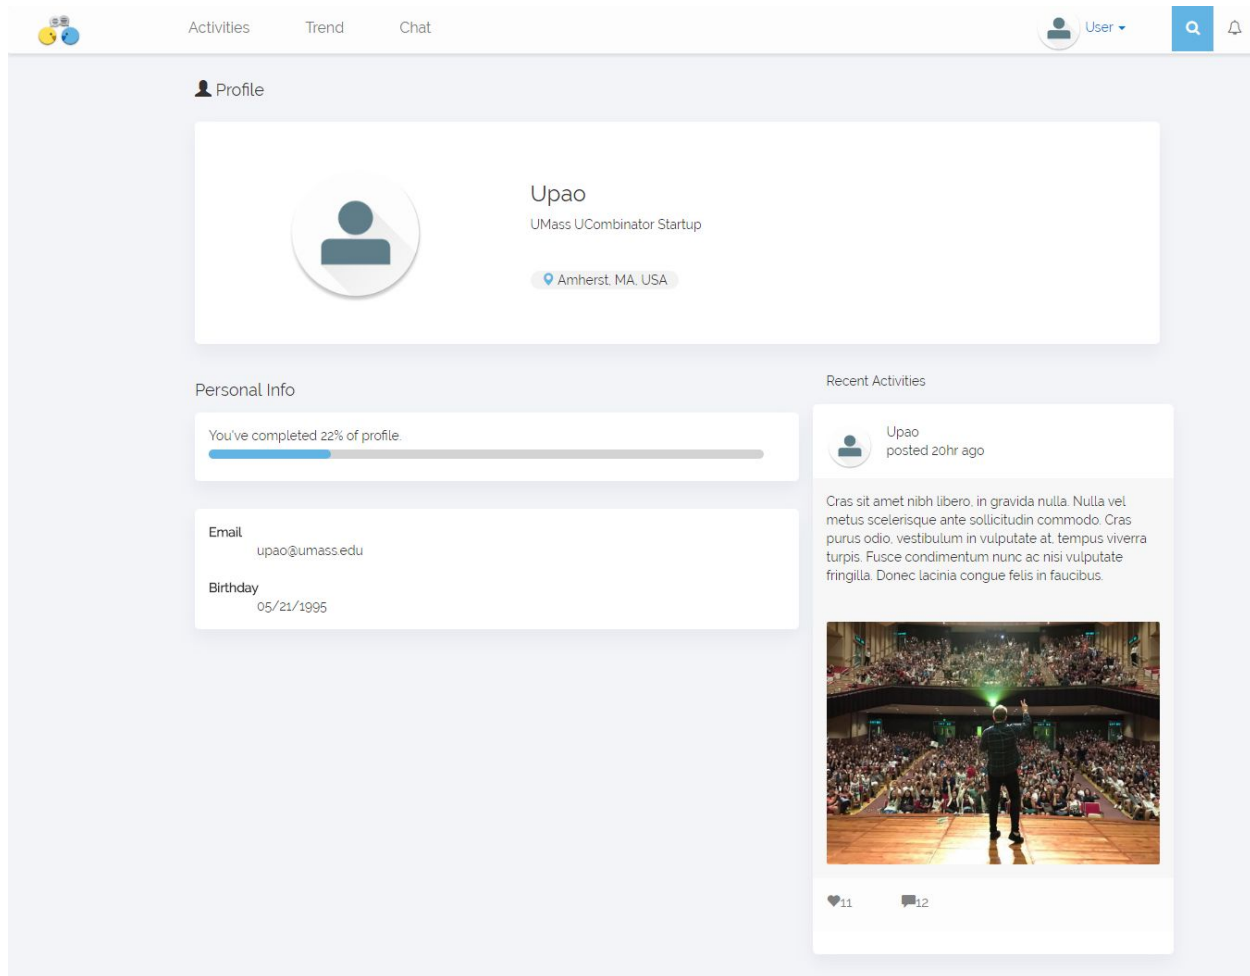 Activities Trend Chat User
Profile
Upao
UMass UCombinator Startup
Amherst, MA, USA
Personal Info
You've completed 22% of profile.
Email
upao@umass.edu
Birthday
05/21/1995
Recent Activities
Upao
posted 20hr ago
Cras sit amet nibh libero, in gravida nulla. Nulla vel
metus scelerisque ante sollicitudin commodo. Cras
purus odio, vestibulum in vulputate at, tempus viverra
turpis. Fusce condimentum nunc ac nisi vulputate
fringilla. Donec lacinia congue felis in faucibus.
11 12